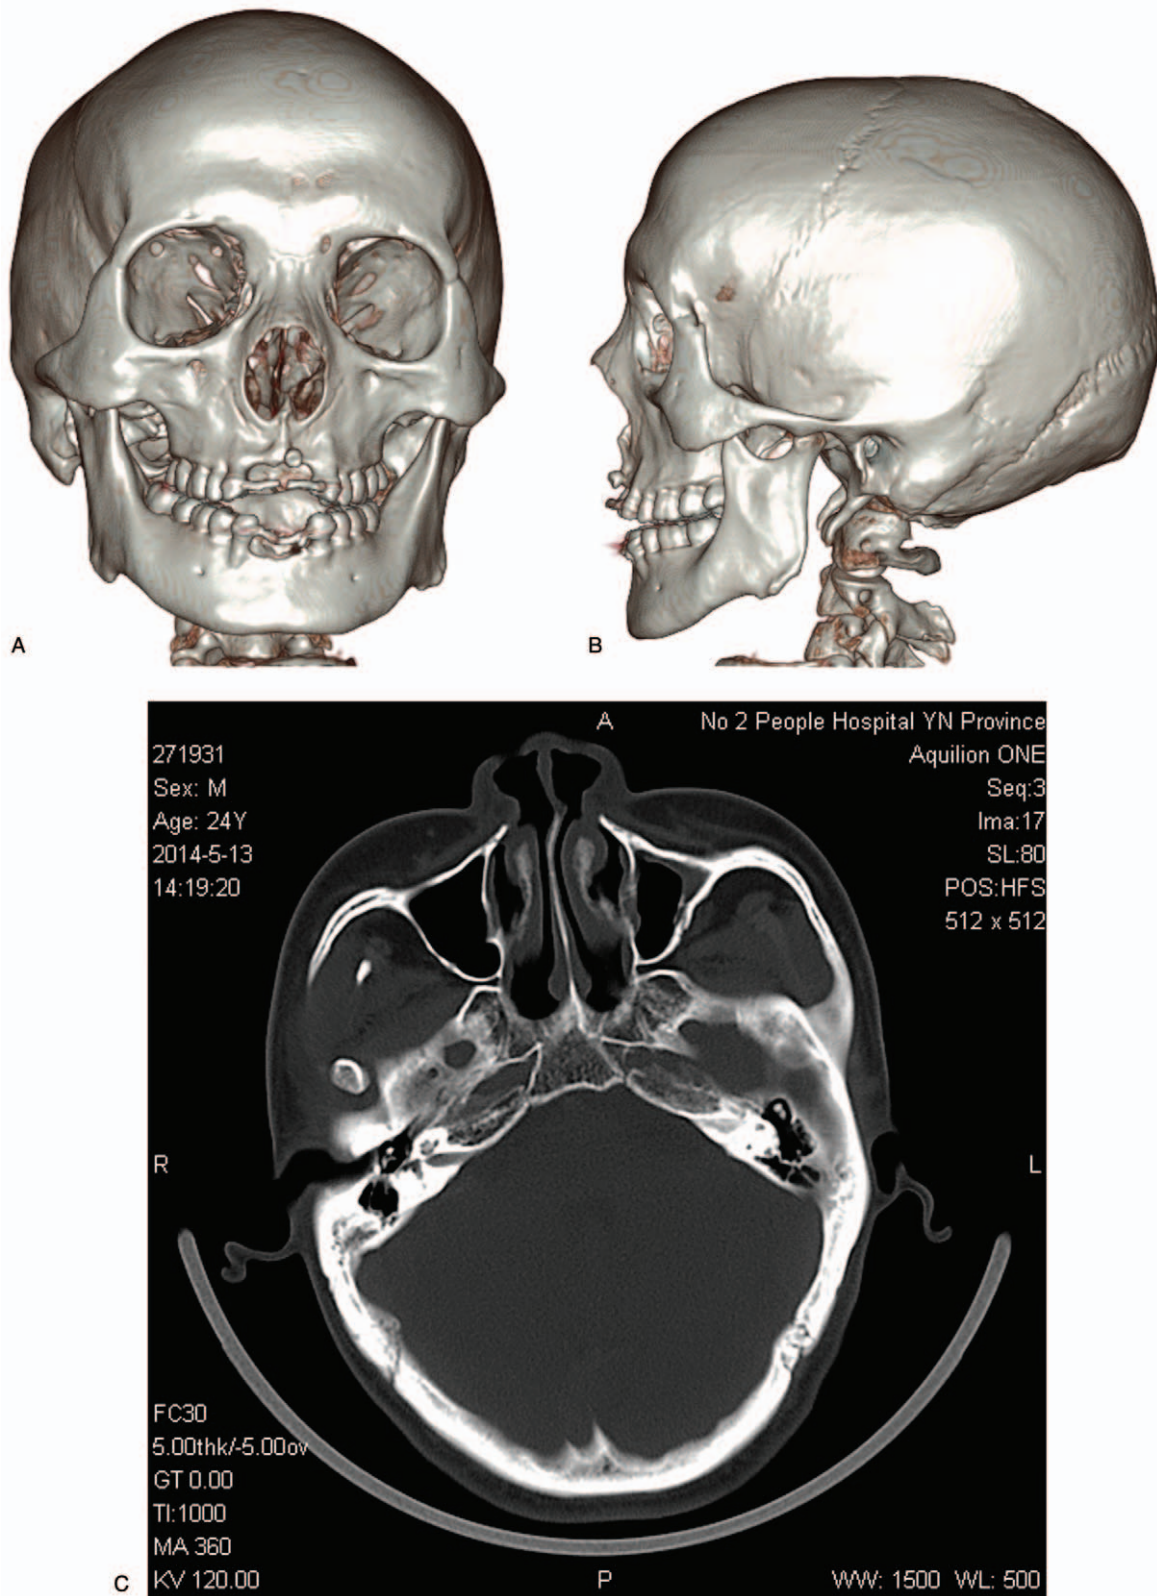 A
B
A
No 2 People Hospital YN Province
271931
Aquilion ONE
Sex: M
Seq:3
Age: 24Y
Ima:17
2014-5-13
SL:80
14:19:20
POS:HFS
512 x 512
R
L
FC30
5.00thk/-5.00ov
GT 0.00
TI:1000
MA 360
KV 120.00
P
WW: 1500 WL: 500
C